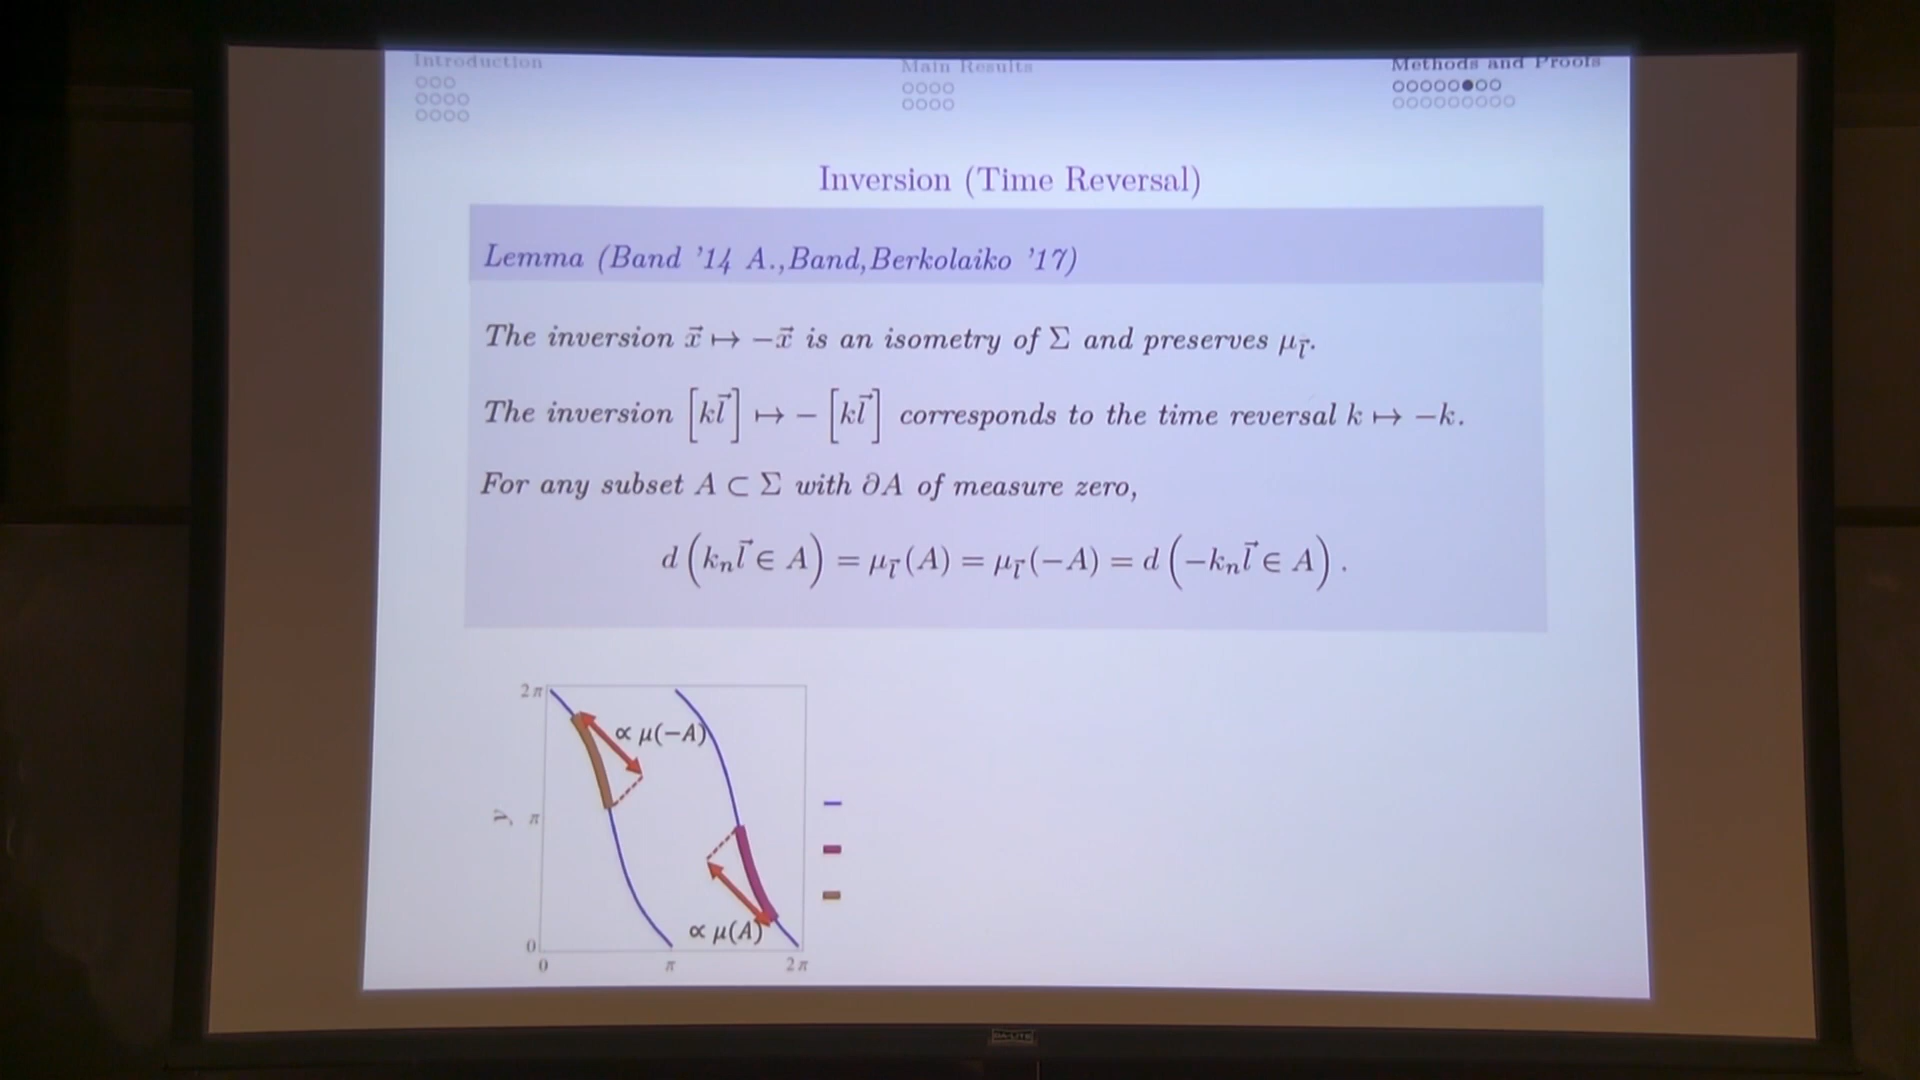 Introduction
Main Results
Methods and Proofs
Inversion (Time Reversal)
Lemma (Band '14 A.,Band,Berkolaiko '17)
The inversion x⃗ ↦ −x⃗ is an isometry of Σ and preserves μ_l⃗.
The inversion [kl⃗] ↦ − [kl⃗] corresponds to the time reversal k ↦ −k.
For any subset A ⊂ Σ with ∂A of measure zero,
d (k_n l⃗ ∈ A) = μ_l⃗(A) = μ_l⃗(−A) = d (−k_n l⃗ ∈ A) .
2π
∝ μ(−A)
π
∝ μ(A)
0
0 π 2π